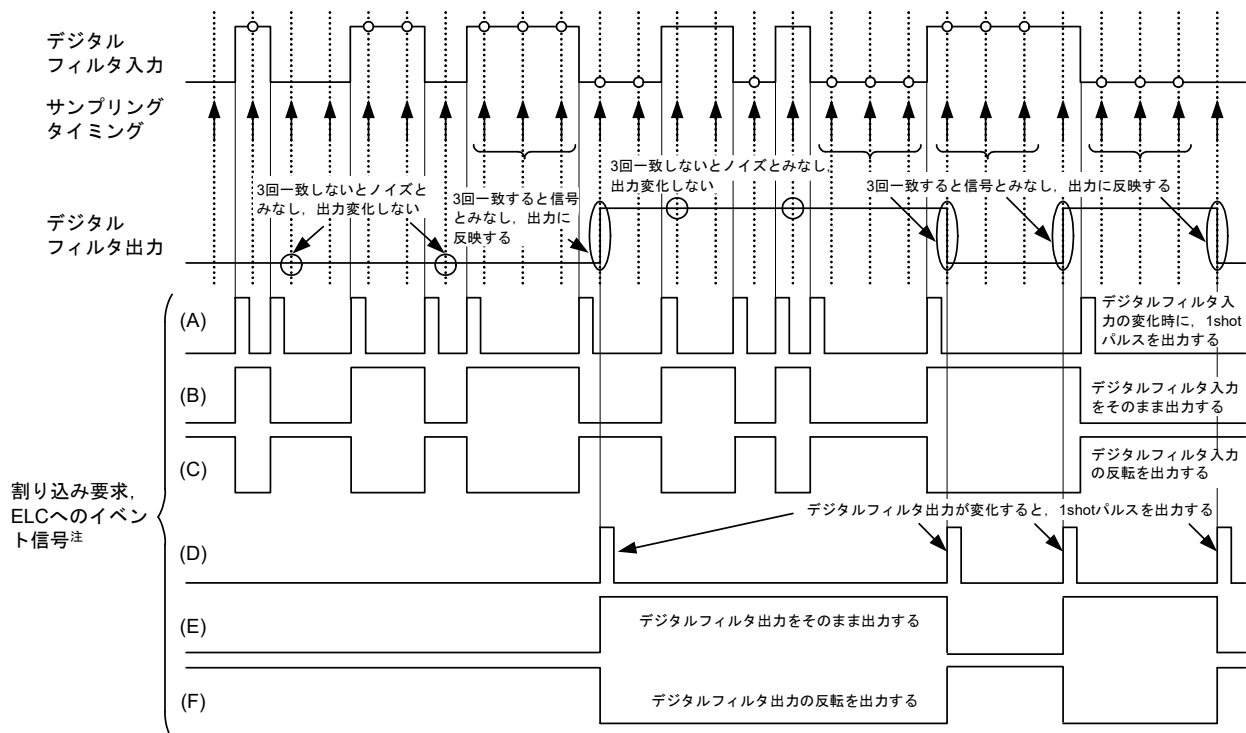 デジタル
フィルタ入力
サンプリング
タイミング
3回一致しないとノイズと
みなし，出力変化しない
3回一致すると信号
とみなし，出力に
反映する
3回一致しないとノイズとみなし，
出力変化しない
3回一致すると信号とみなし，出力に反映する
デジタル
フィルタ出力
(A)
デジタルフィルタ入
力の変化時に，1shot
パルスを出力する
(B)
デジタルフィルタ入力
をそのまま出力する
(C)
デジタルフィルタ入力
の反転を出力する
割り込み要求，
ELCへのイベン
ト信号注
デジタルフィルタ出力が変化すると，1shotパルスを出力する
(D)
(E)
デジタルフィルタ出力をそのまま出力する
(F)
デジタルフィルタ出力の反転を出力する